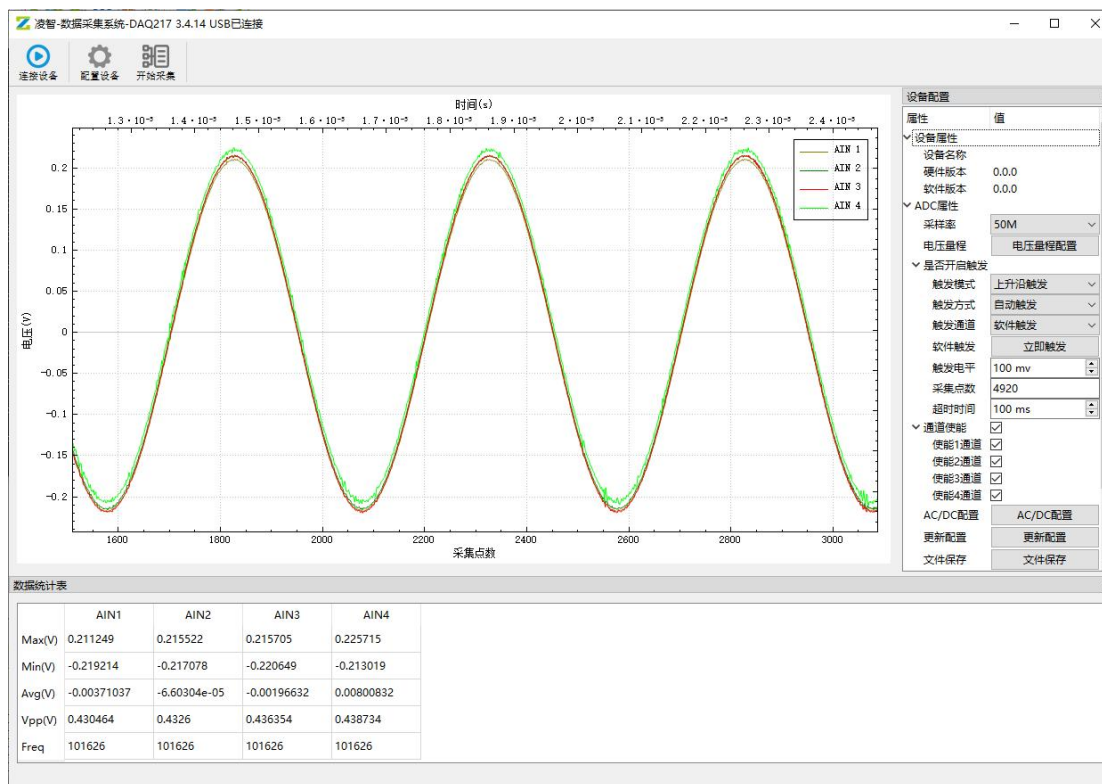 凌智-数据采集系统-DAQ217 3.4.14 USB已连接
连接设备 配置设备 开始采集
时间(s)
1.3·10⁻⁵ 1.4·10⁻⁵ 1.5·10⁻⁵ 1.6·10⁻⁵ 1.7·10⁻⁵ 1.8·10⁻⁵ 1.9·10⁻⁵ 2·10⁻⁵ 2.1·10⁻⁵ 2.2·10⁻⁵ 2.3·10⁻⁵ 2.4·10⁻⁵
AIN 1
AIN 2
AIN 3
AIN 4
电压(V)
0.2
0.15
0.1
0.05
0
-0.05
-0.1
-0.15
-0.2
1600 1800 2000 2200 2400 2600 2800 3000
采集点数
设备配置
属性 值
设备属性
设备名称
硬件版本 0.0.0
软件版本 0.0.0
ADC属性
采样率 50M
电压量程 电压量程配置
是否开启触发
触发模式 上升沿触发
触发方式 自动触发
触发通道 软件触发
软件触发 立即触发
触发电平 100 mv
采集点数 4920
超时时间 100 ms
通道使能
使能1通道
使能2通道
使能3通道
使能4通道
AC/DC配置 AC/DC配置
更新配置 更新配置
文件保存 文件保存
数据统计表
AIN1 AIN2 AIN3 AIN4
Max(V) 0.211249 0.215522 0.215705 0.225715
Min(V) -0.219214 -0.217078 -0.220649 -0.213019
Avg(V) -0.00371037 -6.60304e-05 -0.00196632 0.00800832
Vpp(V) 0.430464 0.4326 0.436354 0.438734
Freq 101626 101626 101626 101626